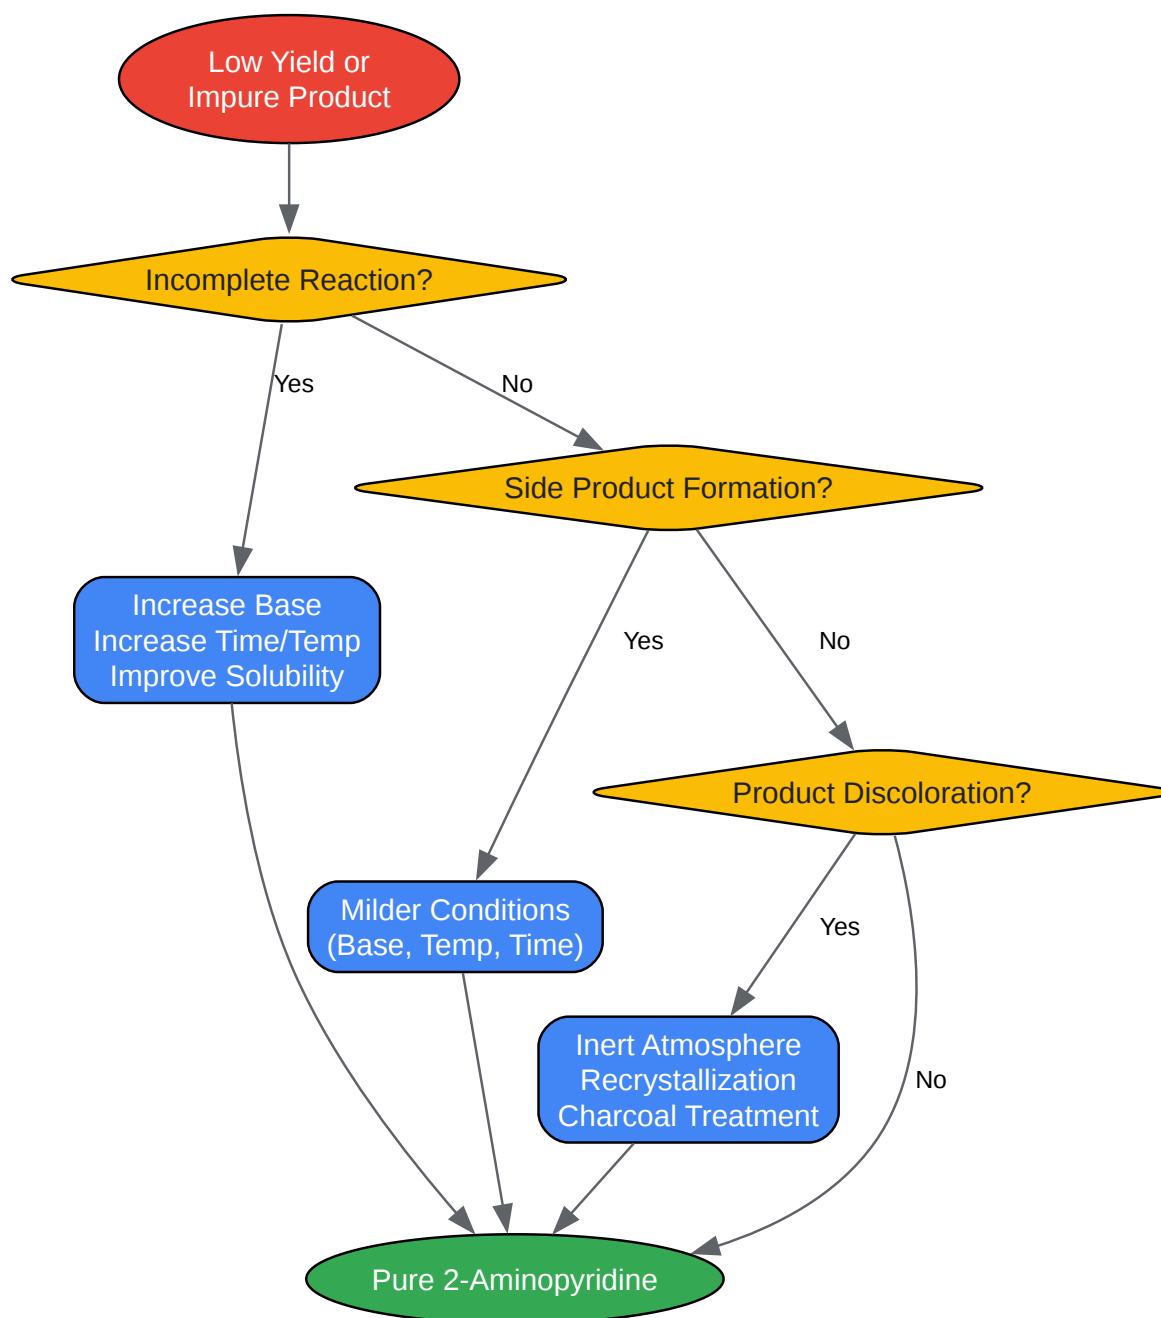 Low Yield or
Impure Product
Incomplete Reaction?
Yes
No
Side Product Formation?
Increase Base
Increase Time/Temp
Improve Solubility
Yes
No
Product Discoloration?
Milder Conditions
(Base, Temp, Time)
Yes
Inert Atmosphere
Recrystallization
Charcoal Treatment
No
Pure 2-Aminopyridine